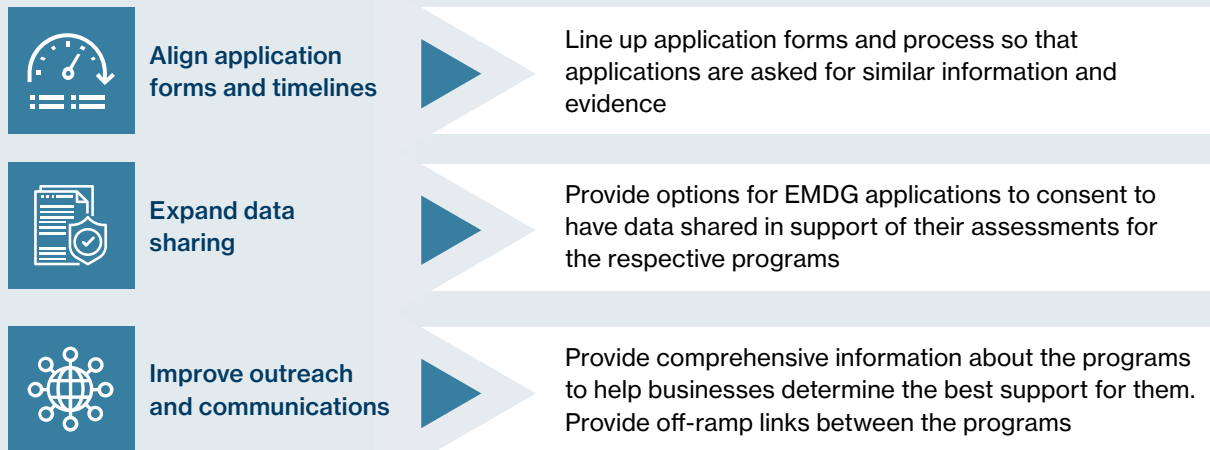 Align application
forms and timelines
Line up application forms and process so that
applications are asked for similar information and
evidence
Expand data
sharing
Provide options for EMDG applications to consent to
have data shared in support of their assessments for
the respective programs
Improve outreach
and communications
Provide comprehensive information about the programs
to help businesses determine the best support for them.
Provide off-ramp links between the programs